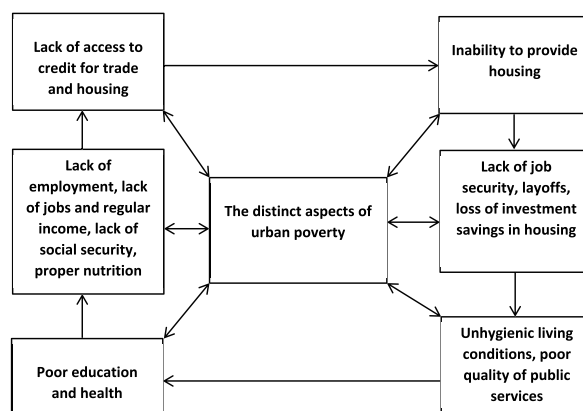 Lack of access to
credit for trade
and housing
Inability to provide
housing
Lack of
employment, lack
of jobs and regular
income, lack of
social security,
proper nutrition
The distinct aspects of
urban poverty
Lack of job
security, layoffs,
loss of investment
savings in housing
Poor education
and health
Unhygienic living
conditions, poor
quality of public
services